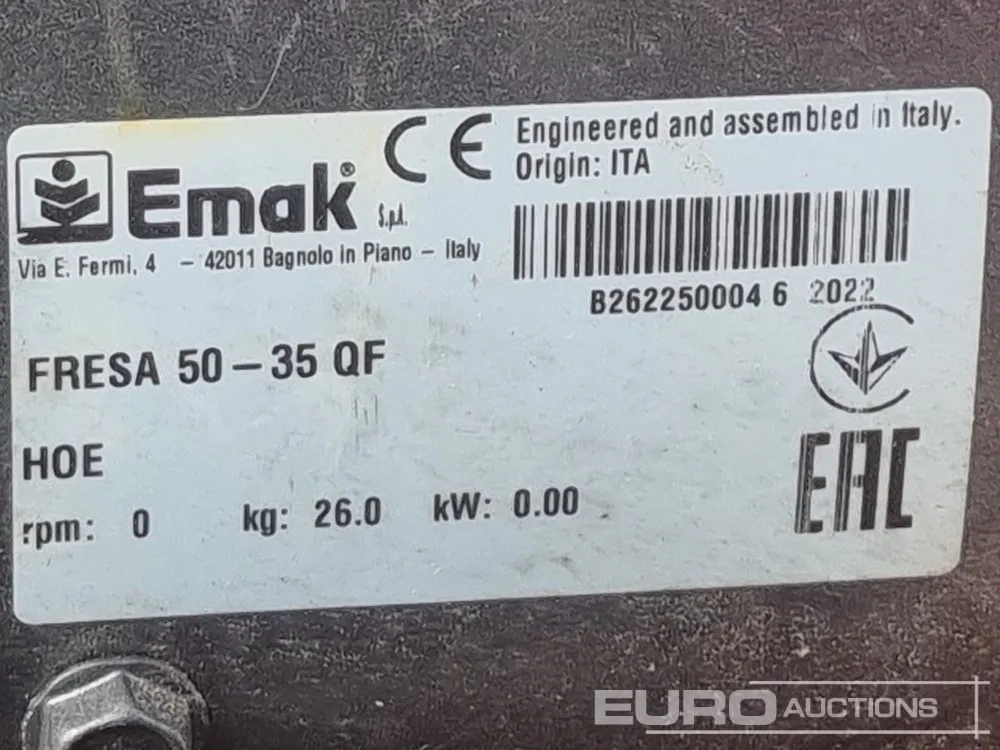 Emak® S.p.A.
CE
Engineered and assembled in Italy.
Origin: ITA
Via E. Fermi, 4 – 42011 Bagnolo in Piano – Italy
B262250004 6 2022
FRESA 50–35 QF
HOE
EAC
rpm: 0 kg: 26.0 kW: 0.00
EURO AUCTIONS